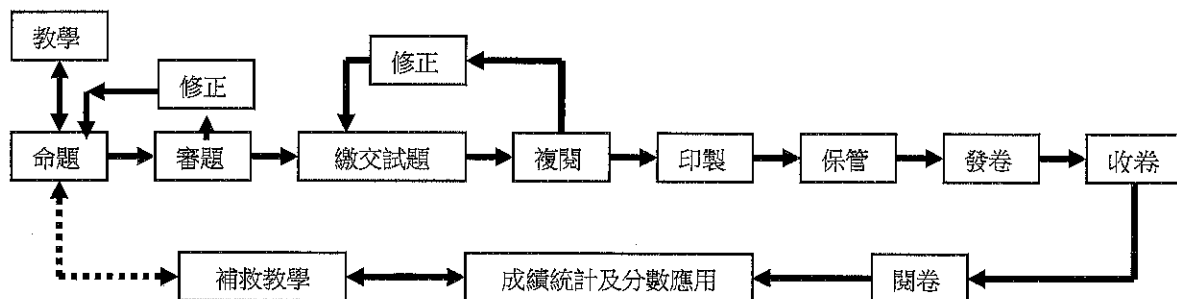 教學
修正
修正
命題
審題
繳交試題
複閱
印製
保管
發卷
收卷
補救教學
成績統計及分數應用
閱卷